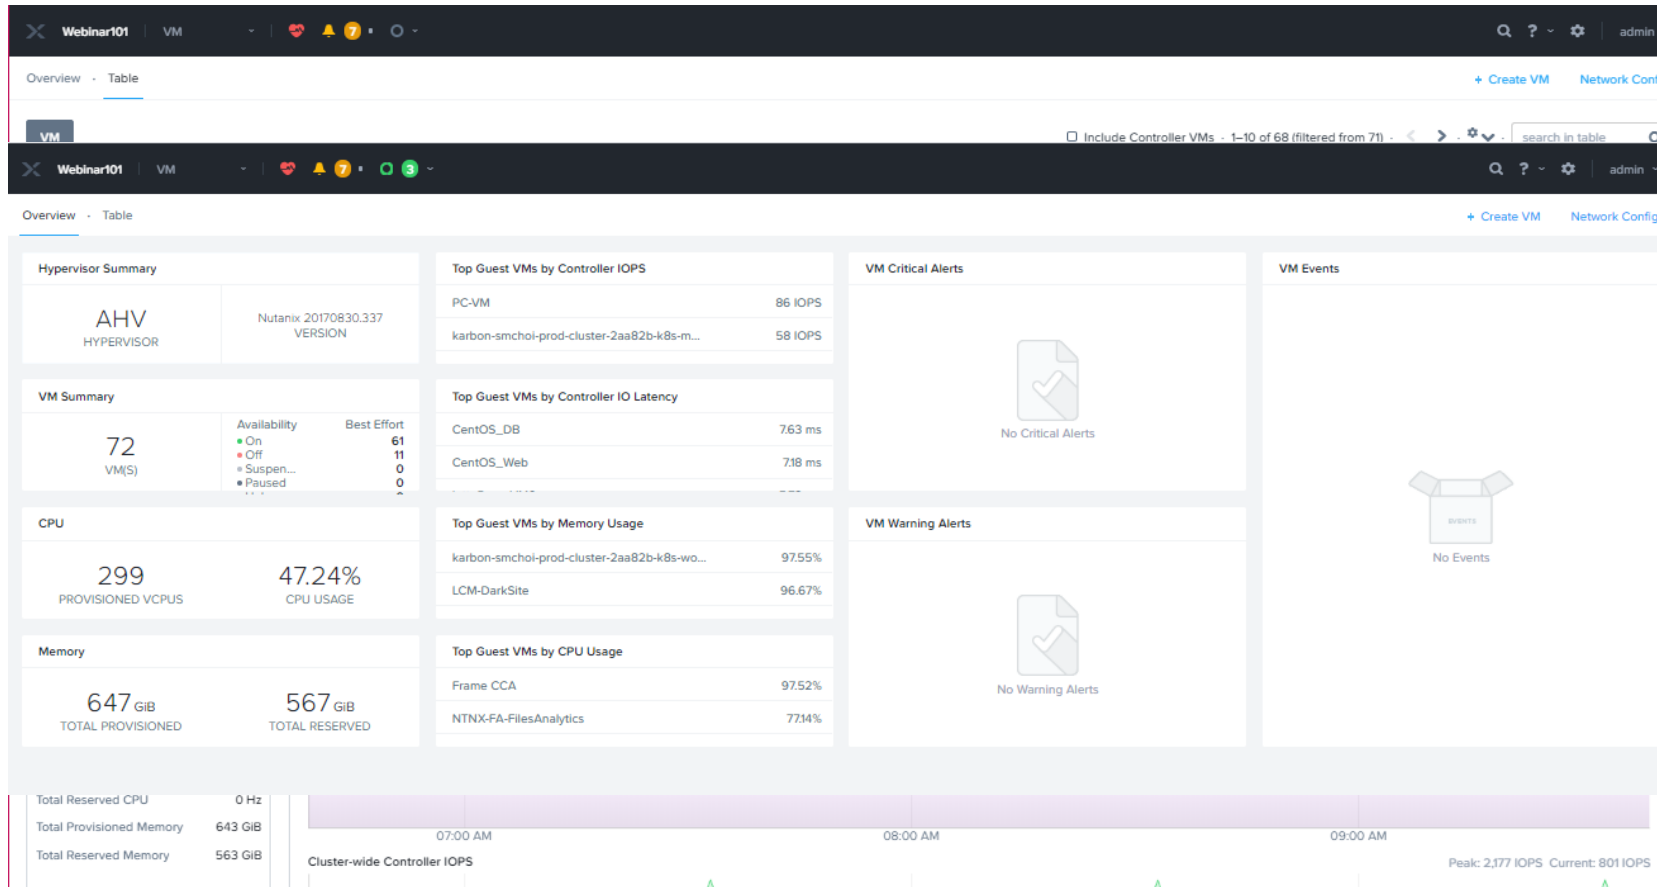 Webinar101 VM 7 admin
Overview · Table + Create VM Network Conf
VM Include Controller VMs · 1–10 of 68 (filtered from 71) · search in table
Webinar101 VM 7 3 admin
Overview · Table + Create VM Network Config
Hypervisor Summary
AHV
HYPERVISOR
Nutanix 20170830.337
VERSION
Top Guest VMs by Controller IOPS
PC-VM 86 IOPS
karbon-smchoi-prod-cluster-2aa82b-k8s-m... 58 IOPS
VM Critical Alerts
No Critical Alerts
VM Events
EVENTS
No Events
VM Summary
72
VM(S)
Availability Best Effort
On 61
Off 11
Suspen... 0
Paused 0
Top Guest VMs by Controller IO Latency
CentOS_DB 7.63 ms
CentOS_Web 7.18 ms
CPU
299
PROVISIONED VCPUS
47.24%
CPU USAGE
Top Guest VMs by Memory Usage
karbon-smchoi-prod-cluster-2aa82b-k8s-wo... 97.55%
LCM-DarkSite 96.67%
VM Warning Alerts
No Warning Alerts
Memory
647 GiB
TOTAL PROVISIONED
567 GiB
TOTAL RESERVED
Top Guest VMs by CPU Usage
Frame CCA 97.52%
NTNX-FA-FilesAnalytics 77.14%
Total Reserved CPU 0 Hz
Total Provisioned Memory 643 GiB
Total Reserved Memory 563 GiB
07:00 AM 08:00 AM 09:00 AM
Cluster-wide Controller IOPS Peak: 2,177 IOPS Current: 801 IOPS